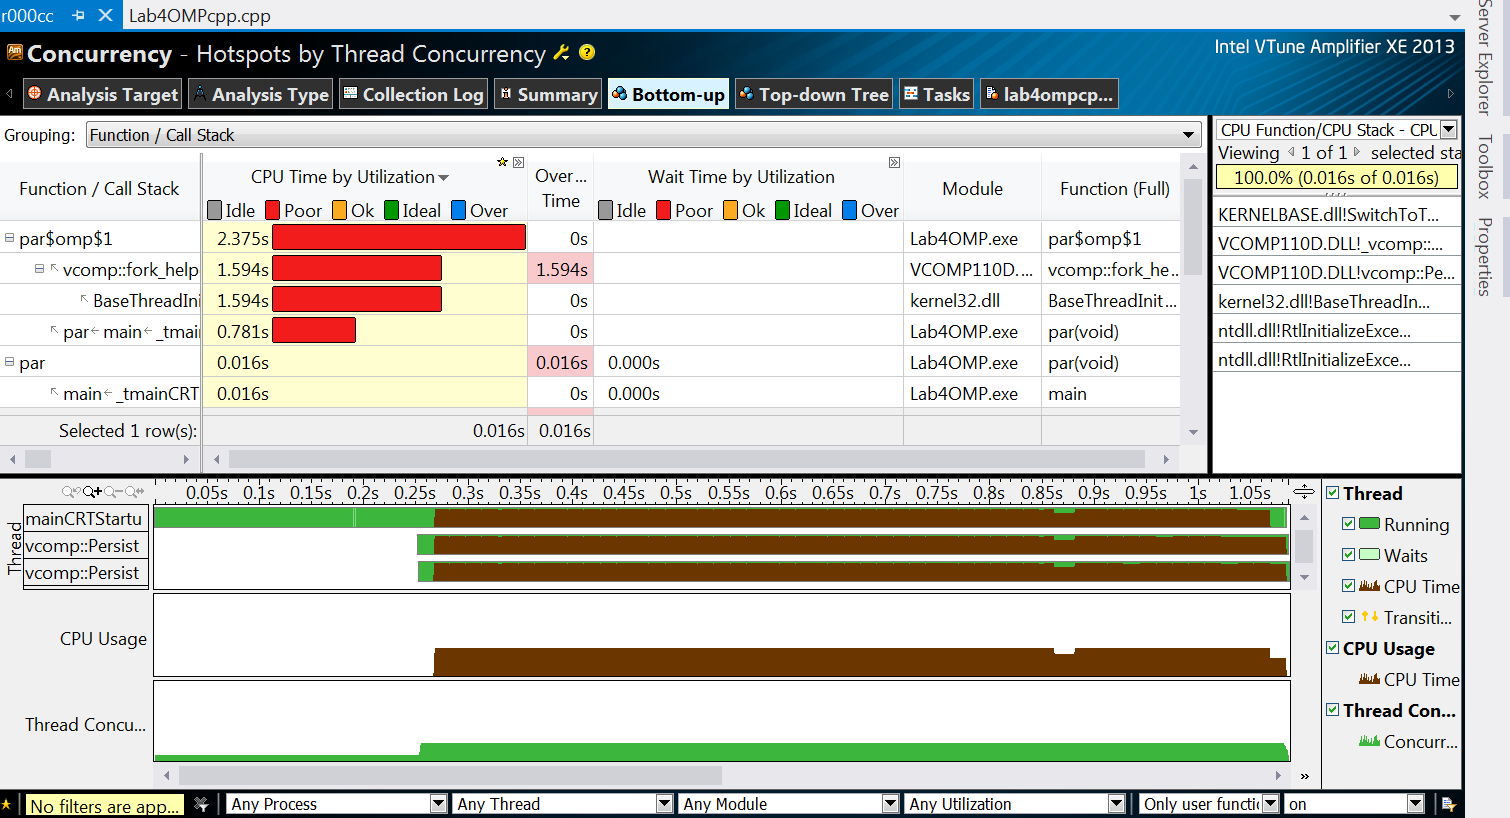 r000cc Lab4OMPcpp.cpp
Concurrency - Hotspots by Thread Concurrency ?
Intel VTune Amplifier XE 2013
Analysis Target Analysis Type Collection Log Summary Bottom-up Top-down Tree Tasks lab4ompcp...
Grouping: Function / Call Stack
Function / Call Stack CPU Time by Utilization Over... Time Wait Time by Utilization Module Function (Full)
Idle Poor Ok Ideal Over Idle Poor Ok Ideal Over
par$omp$1 2.375s 0s Lab4OMP.exe par$omp$1
vcomp::fork_help 1.594s 1.594s VCOMP110D.... vcomp::fork_he...
BaseThreadIni 1.594s 0s kernel32.dll BaseThreadInit...
par← main← _tmai 0.781s 0s Lab4OMP.exe par(void)
par 0.016s 0.016s 0.000s Lab4OMP.exe par(void)
main← _tmainCRT 0.016s 0s 0.000s Lab4OMP.exe main
Selected 1 row(s): 0.016s 0.016s
CPU Function/CPU Stack - CPU
Viewing 1 of 1 selected sta
100.0% (0.016s of 0.016s)
KERNELBASE.dll!SwitchToT...
VCOMP110D.DLL!_vcomp::...
VCOMP110D.DLL!vcomp::Pe...
kernel32.dll!BaseThreadIn...
ntdll.dll!RtlInitializeExce...
ntdll.dll!RtlInitializeExce...
Server Explorer
Toolbox
Properties
0.05s 0.1s 0.15s 0.2s 0.25s 0.3s 0.35s 0.4s 0.45s 0.5s 0.55s 0.6s 0.65s 0.7s 0.75s 0.8s 0.85s 0.9s 0.95s 1s 1.05s
Thread
mainCRTStartu
vcomp::Persist
vcomp::Persist
CPU Usage
Thread Concu...
Thread
Running
Waits
CPU Time
Transiti...
CPU Usage
CPU Time
Thread Con...
Concurr...
No filters are app... Any Process Any Thread Any Module Any Utilization Only user functi on